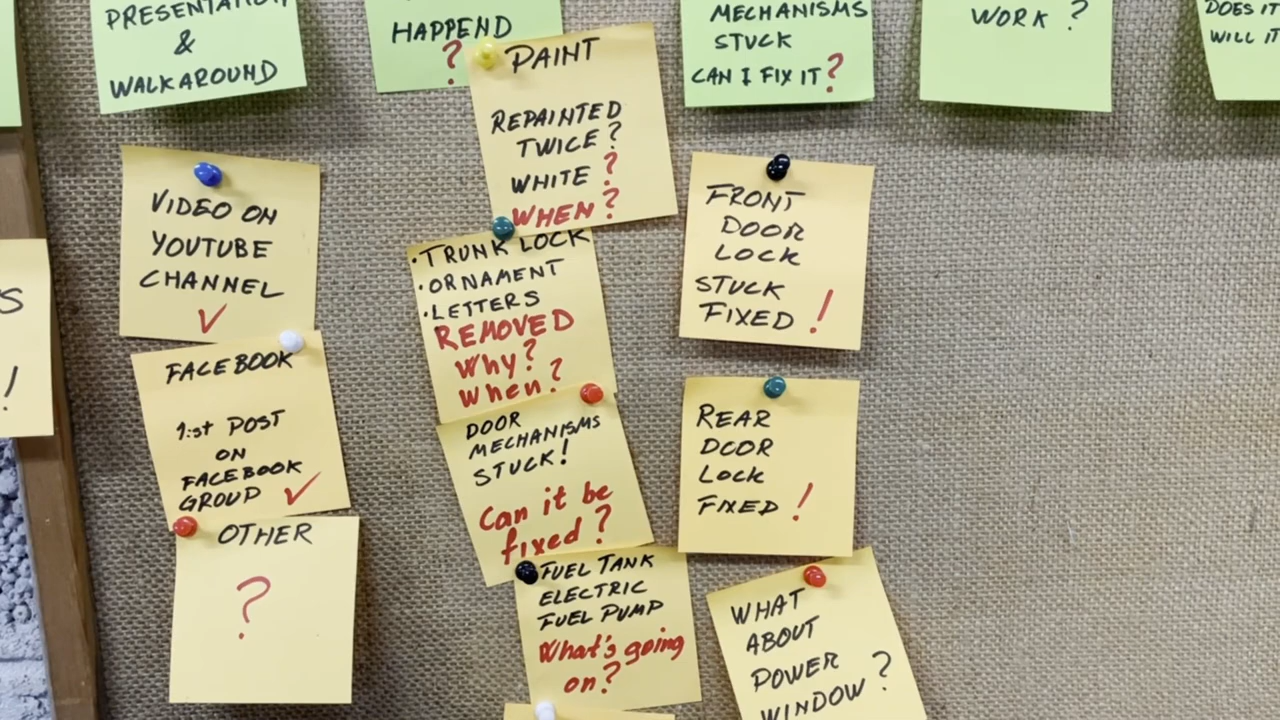 PRESENTATION
&
WALKAROUND
HAPPEND
?
MECHANISMS
STUCK
CAN I FIX IT?
WORK ?
DOES IT
WILL IT
S
!
VIDEO ON
YOUTUBE
CHANNEL
✓
FACEBOOK
1:st POST
ON
FACEBOOK
GROUP ✓
OTHER
?
PAINT
REPAINTED
TWICE?
WHITE ?
WHEN?
·TRUNK LOCK
·ORNAMENT
·LETTERS
REMOVED
Why?
When?
DOOR
MECHANISMS
STUCK!
Can it be
fixed?
FUEL TANK
ELECTRIC
FUEL PUMP
What's going
on?
FRONT
DOOR
LOCK
STUCK
FIXED !
REAR
DOOR
LOCK
FIXED !
WHAT
ABOUT
POWER
WINDOW ?